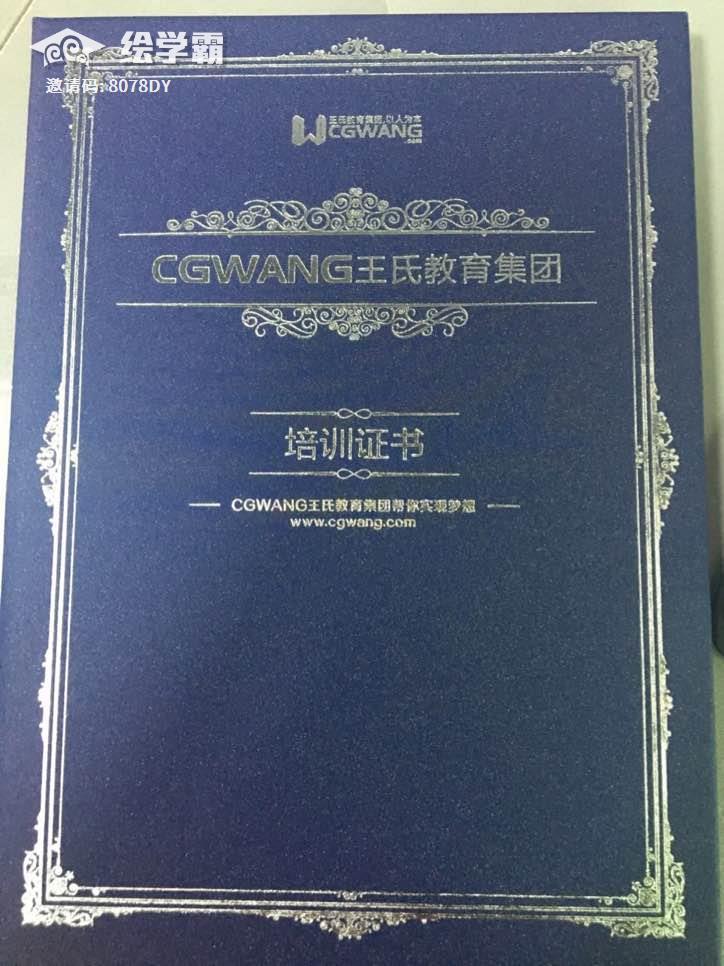 绘学霸
邀请码: 8078DY
王氏教育集团,以人为本
CGWANG
.com
CGWANG王氏教育集团
培训证书
CGWANG王氏教育集团帮你实现梦想
www.cgwang.com